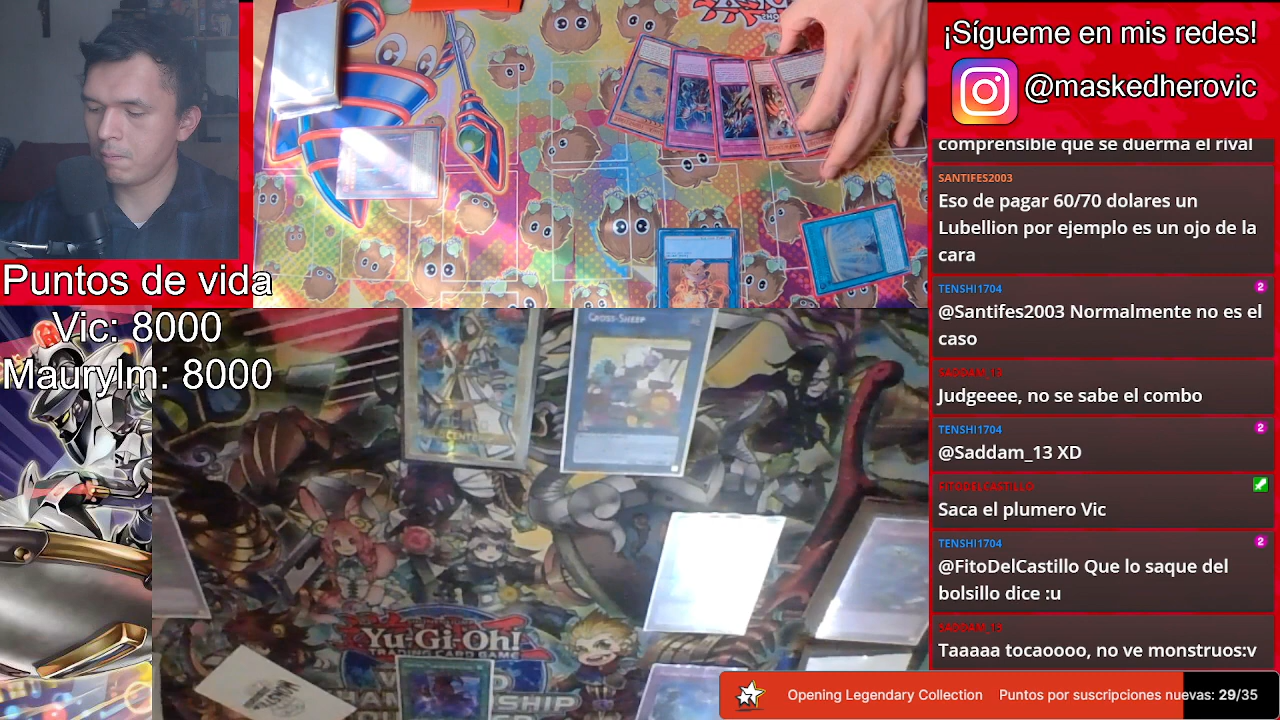 Puntos de vida
Vic: 8000
Maurylm: 8000
CROSS-SHEEP
Yu-Gi-Oh!
TRADING CARD GAME
¡Sígueme en mis redes!
@maskedherovic
comprensible que se duerma el rival
SANTIFES2003
Eso de pagar 60/70 dolares un
Lubellion por ejemplo es un ojo de la
cara
TENSHI1704
2
@Santifes2003 Normalmente no es el
caso
SADDAM_13
Judgeeee, no se sabe el combo
TENSHI1704
2
@Saddam_13 XD
FITODELCASTILLO
Saca el plumero Vic
TENSHI1704
2
@FitoDelCastillo Que lo saque del
bolsillo dice :u
SADDAM_13
Taaaaa tocaoooo, no ve monstruos:v
Opening Legendary Collection Puntos por suscripciones nuevas: 29/35